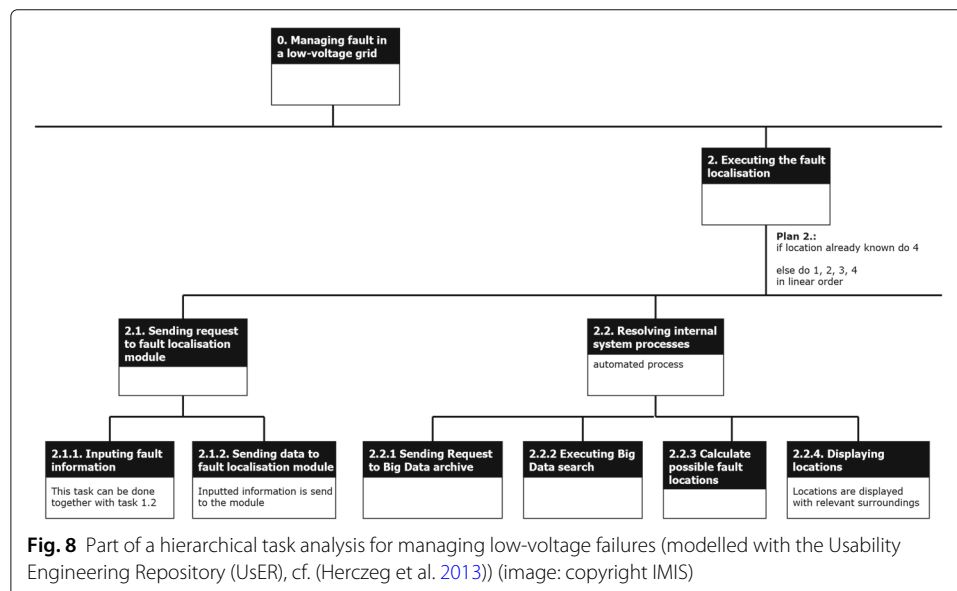 0. Managing fault in
a low-voltage grid
2. Executing the fault
localisation
Plan 2.:
if location already known do 4
else do 1, 2, 3, 4
in linear order
2.1. Sending request
to fault localisation
module
2.2. Resolving internal
system processes
automated process
2.1.1. Inputing fault
information
This task can be done
together with task 1.2
2.1.2. Sending data to
fault localisation module
Inputted information is send
to the module
2.2.1 Sending Request
to Big Data archive
2.2.2 Executing Big
Data search
2.2.3 Calculate
possible fault
locations
2.2.4. Displaying
locations
Locations are displayed
with relevant surroundings
Fig. 8 Part of a hierarchical task analysis for managing low-voltage failures (modelled with the Usability
Engineering Repository (UsER), cf. (Herczeg et al. 2013)) (image: copyright IMIS)